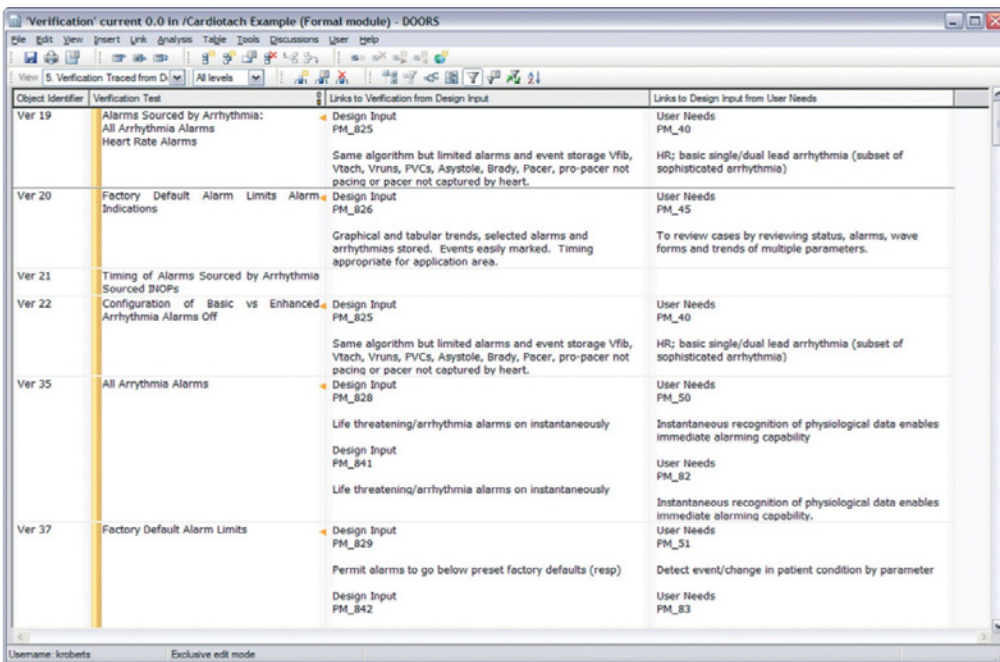 'Verification' current 0.0 in /Cardiotach Example (Formal module) - DOORS
File Edit View Insert Link Analysis Table Tools Discussions User Help
View 5. Verification Traced from D All levels
Object Identifier Verification Test Links to Verification from Design Input Links to Design Input from User Needs
Ver 19
Alarms Sourced by Arrhythmia:
All Arrhythmia Alarms
Heart Rate Alarms
Design Input
PM_825
Same algorithm but limited alarms and event storage Vfib,
Vtach, Vruns, PVCs, Asystole, Brady, Pacer, pro-pacer not
pacing or pacer not captured by heart.
User Needs
PM_40
HR; basic single/dual lead arrhythmia (subset of
sophisticated arrhythmia)
Ver 20
Factory Default Alarm Limits Alarm
Indications
Design Input
PM_826
Graphical and tabular trends, selected alarms and
arrhythmias stored. Events easily marked. Timing
appropriate for application area.
User Needs
PM_45
To review cases by reviewing status, alarms, wave
forms and trends of multiple parameters.
Ver 21
Timing of Alarms Sourced by Arrhythmia
Sourced INOPs
Ver 22
Configuration of Basic vs Enhanced
Arrhythmia Alarms Off
Design Input
PM_825
Same algorithm but limited alarms and event storage Vfib,
Vtach, Vruns, PVCs, Asystole, Brady, Pacer, pro-pacer not
pacing or pacer not captured by heart.
User Needs
PM_40
HR; basic single/dual lead arrhythmia (subset of
sophisticated arrhythmia)
Ver 35
All Arrythmia Alarms
Design Input
PM_828
Life threatening/arrhythmia alarms on instantaneously
Design Input
PM_841
Life threatening/arrhythmia alarms on instantaneously
User Needs
PM_50
Instantaneous recognition of physiological data enables
immediate alarming capability
User Needs
PM_82
Instantaneous recognition of physiological data enables
immediate alarming capability.
Ver 37
Factory Default Alarm Limits
Design Input
PM_829
Permit alarms to go below preset factory defaults (resp)
Design Input
PM_842
User Needs
PM_51
Detect event/change in patient condition by parameter
User Needs
PM_83
Username: kroberts Exclusive edit mode